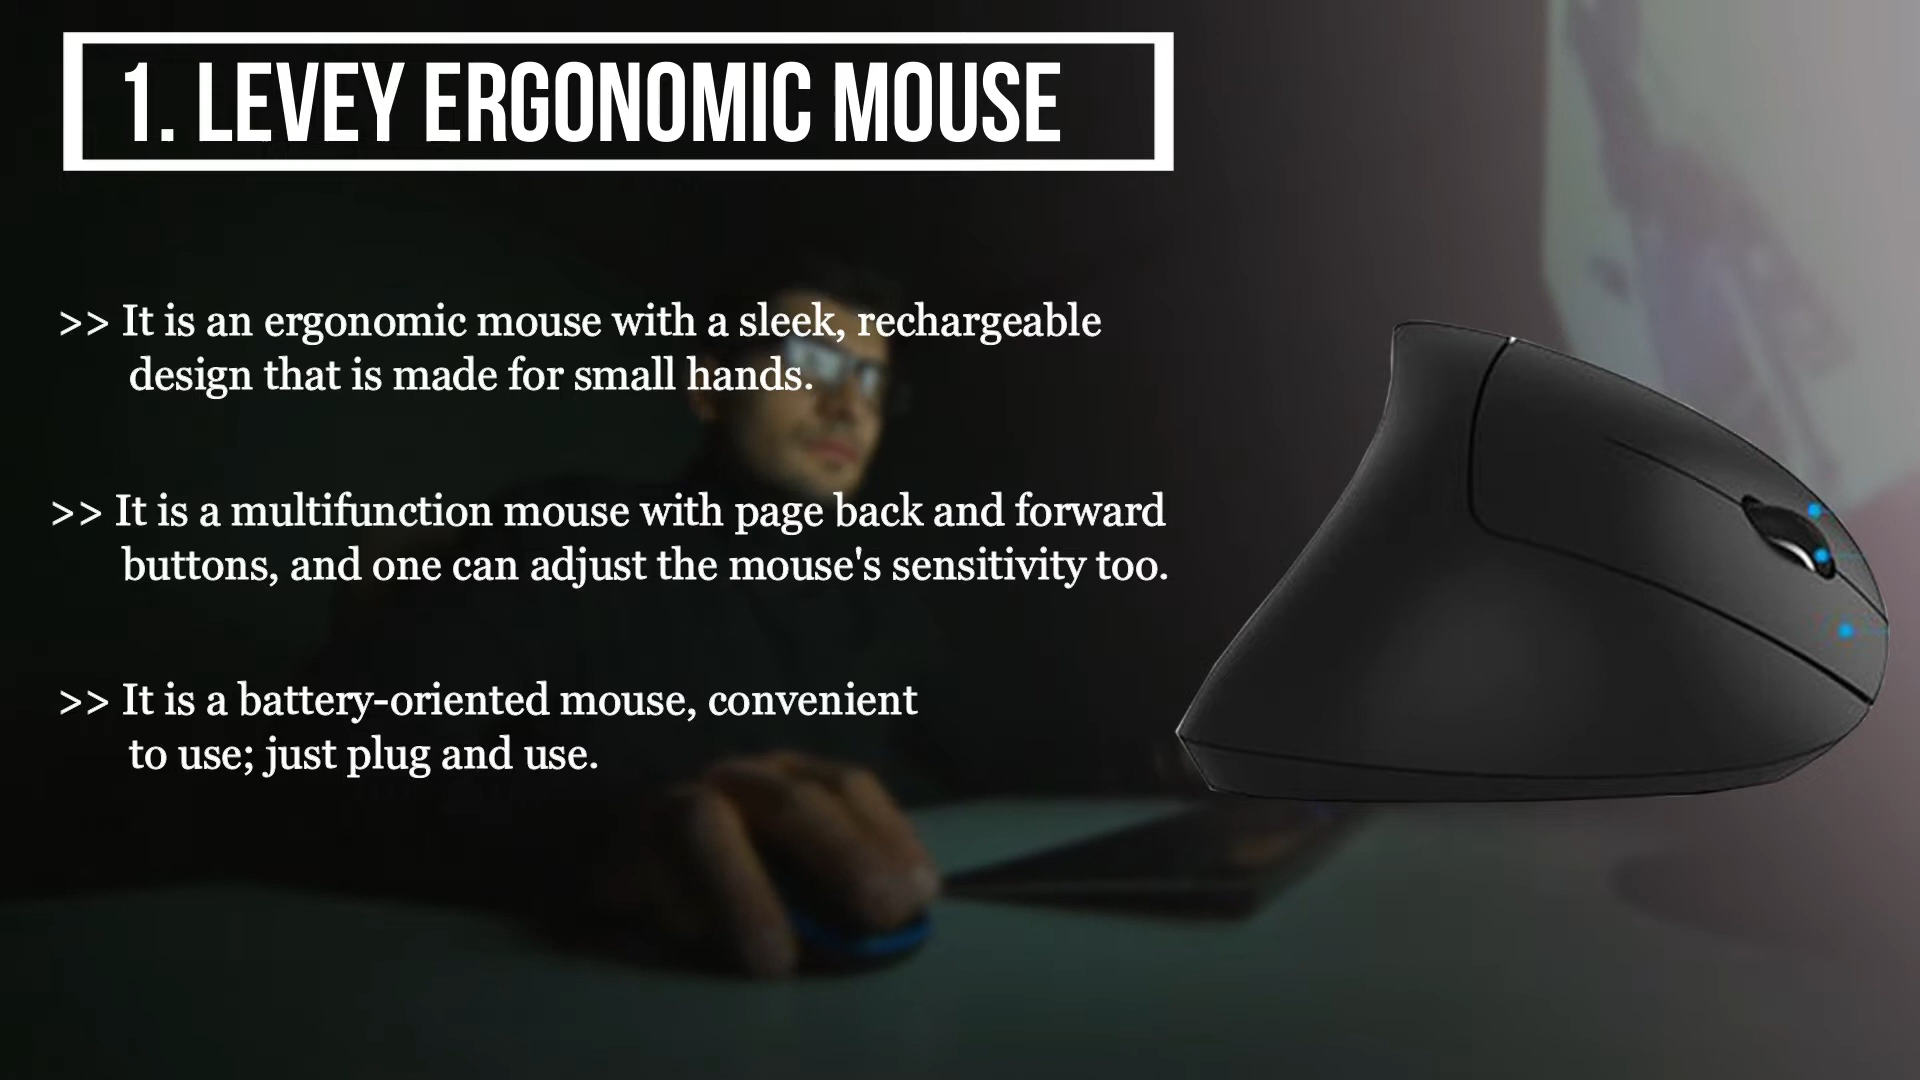 1. LEVEY ERGONOMIC MOUSE
>> It is an ergonomic mouse with a sleek, rechargeable
design that is made for small hands.
>> It is a multifunction mouse with page back and forward
buttons, and one can adjust the mouse's sensitivity too.
>> It is a battery-oriented mouse, convenient
to use; just plug and use.